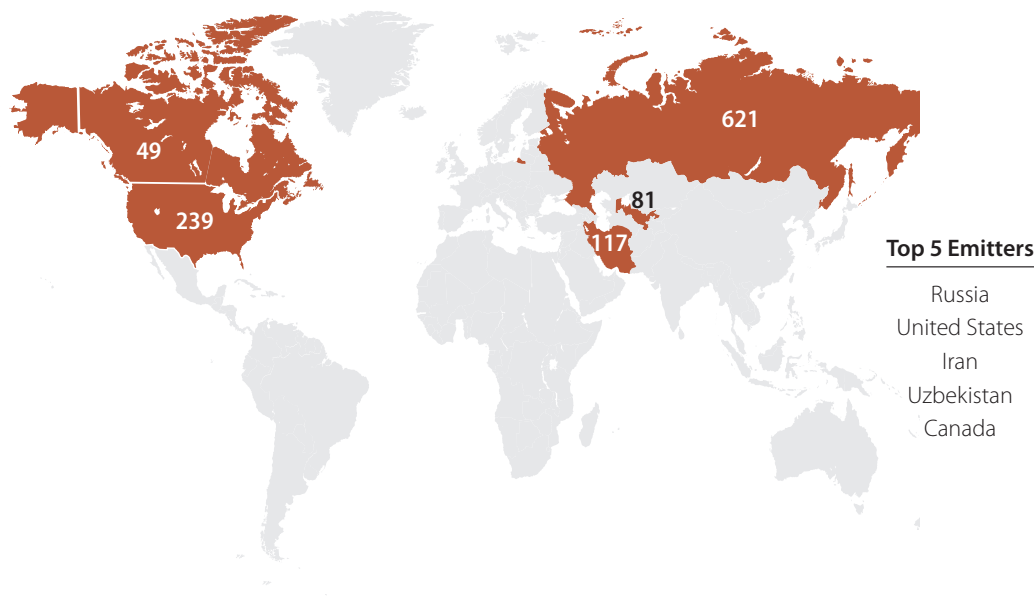 621
49
81
239
117
Top 5 Emitters
Russia
United States
Iran
Uzbekistan
Canada